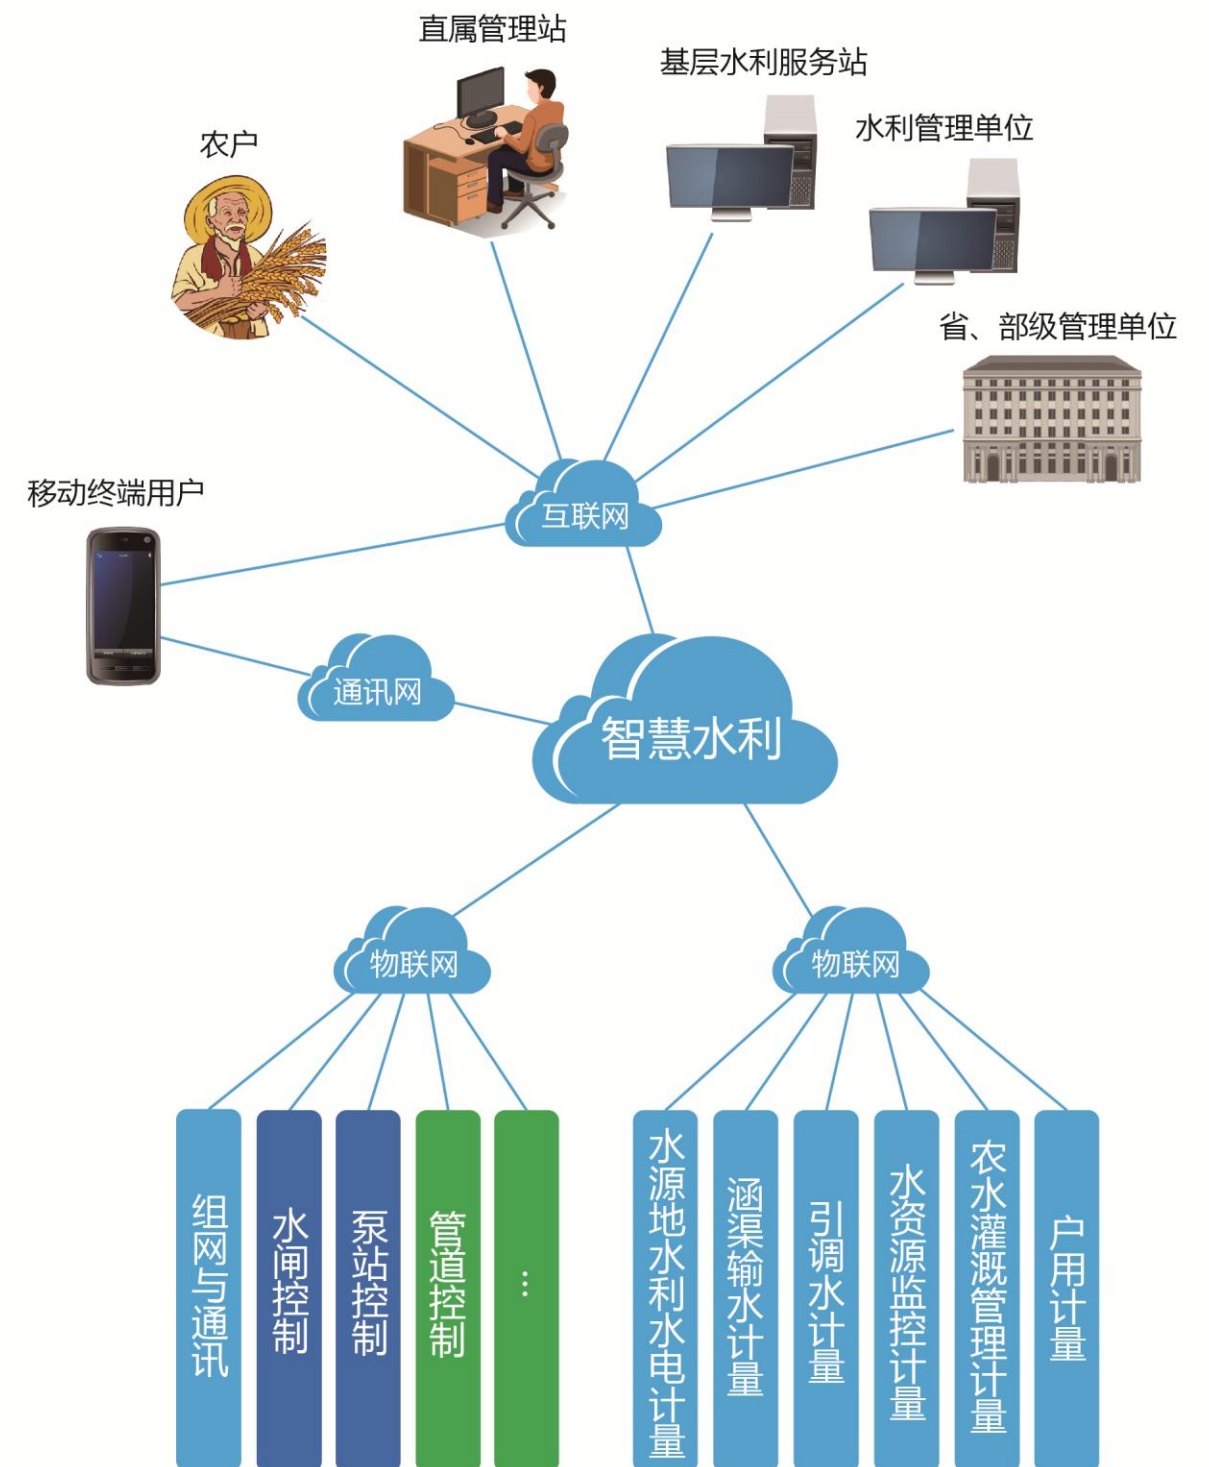 直属管理站
基层水利服务站
水利管理单位
农户
省、部级管理单位
移动终端用户
互联网
通讯网
智慧水利
物联网
物联网
组网与通讯
水闸控制
泵站控制
管道控制
...
水源地水利水电计量
涵渠输水计量
引调水计量
水资源监控计量
农水灌溉管理计量
户用计量